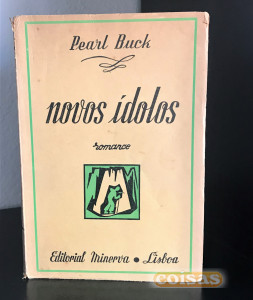 Pearl Buck
novos ídolos
romance
Editorial Minerva • Lisboa
coisas